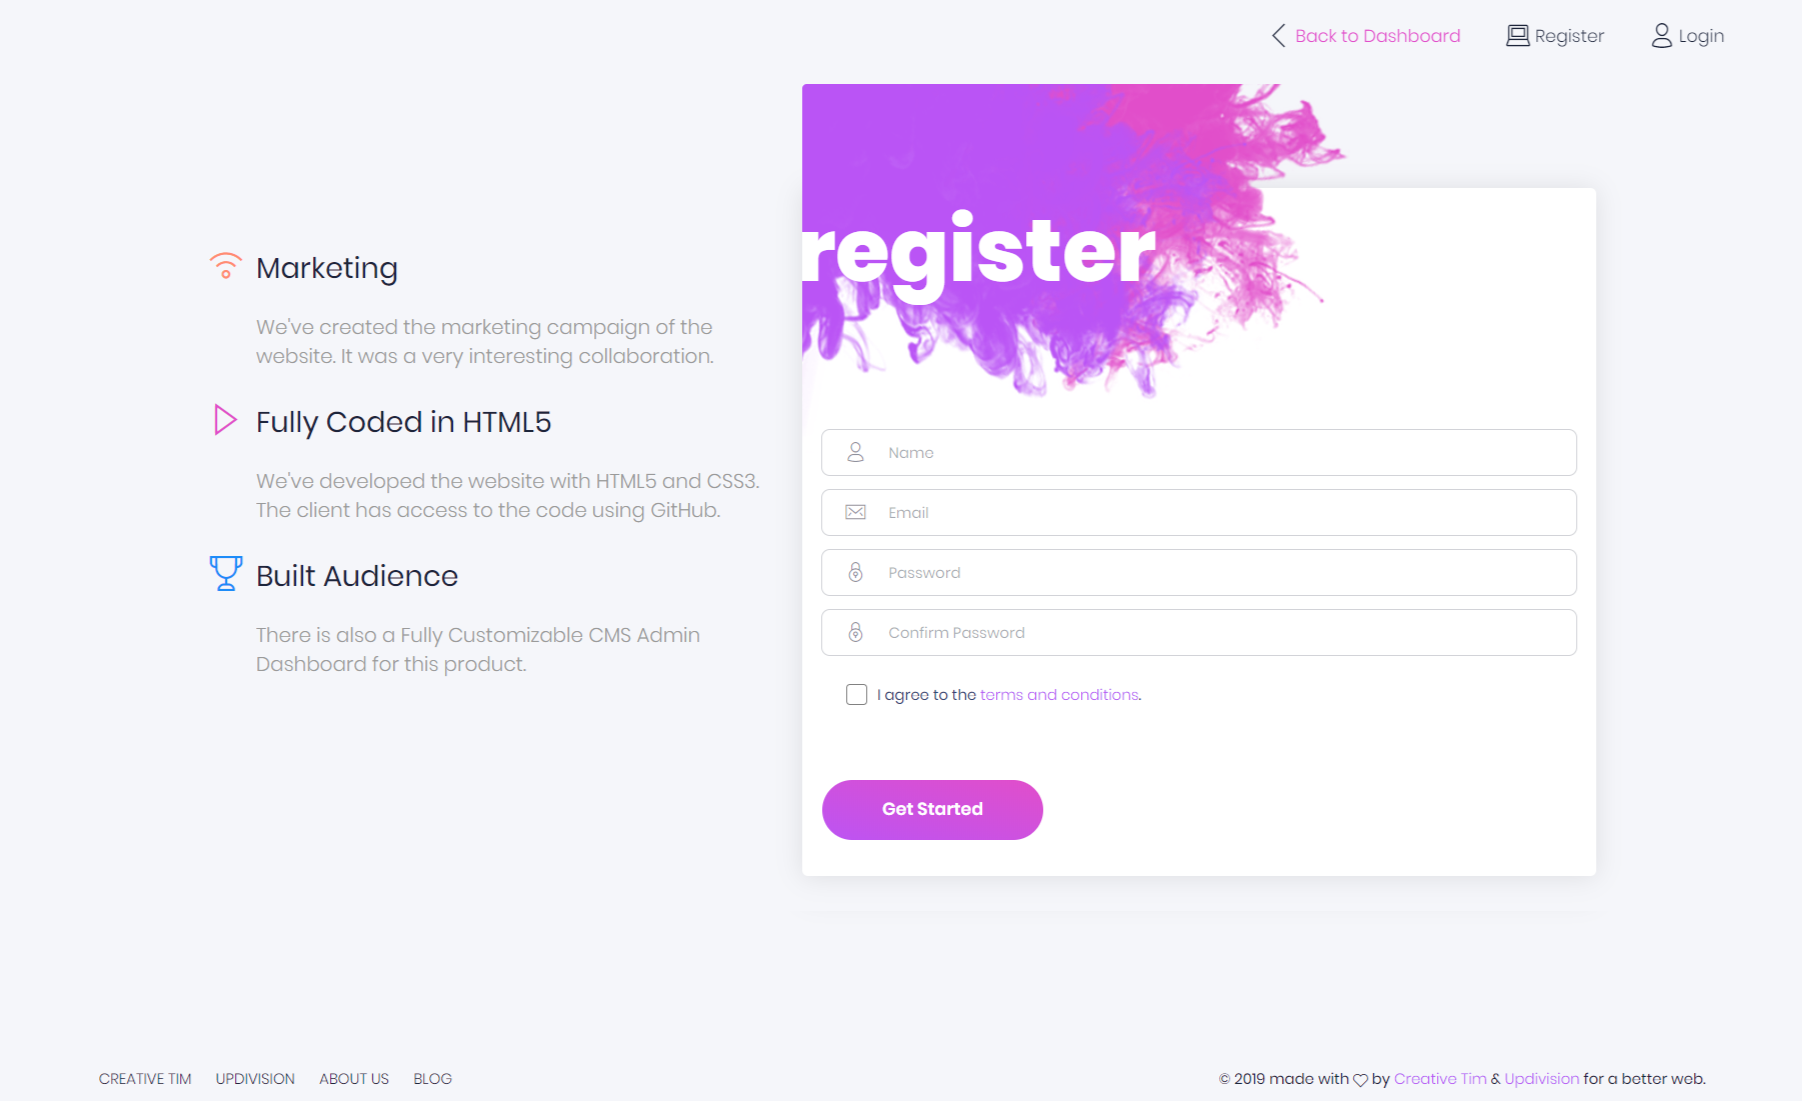 Back to Dashboard
Register
Login
register
Marketing
We've created the marketing campaign of the
website. It was a very interesting collaboration.
Fully Coded in HTML5
We've developed the website with HTML5 and CSS3.
The client has access to the code using GitHub.
Built Audience
There is also a Fully Customizable CMS Admin
Dashboard for this product.
Name
Email
Password
Confirm Password
I agree to the terms and conditions.
Get Started
CREATIVE TIM UPDIVISION ABOUT US BLOG
© 2019 made with by Creative Tim & Updivision for a better web.